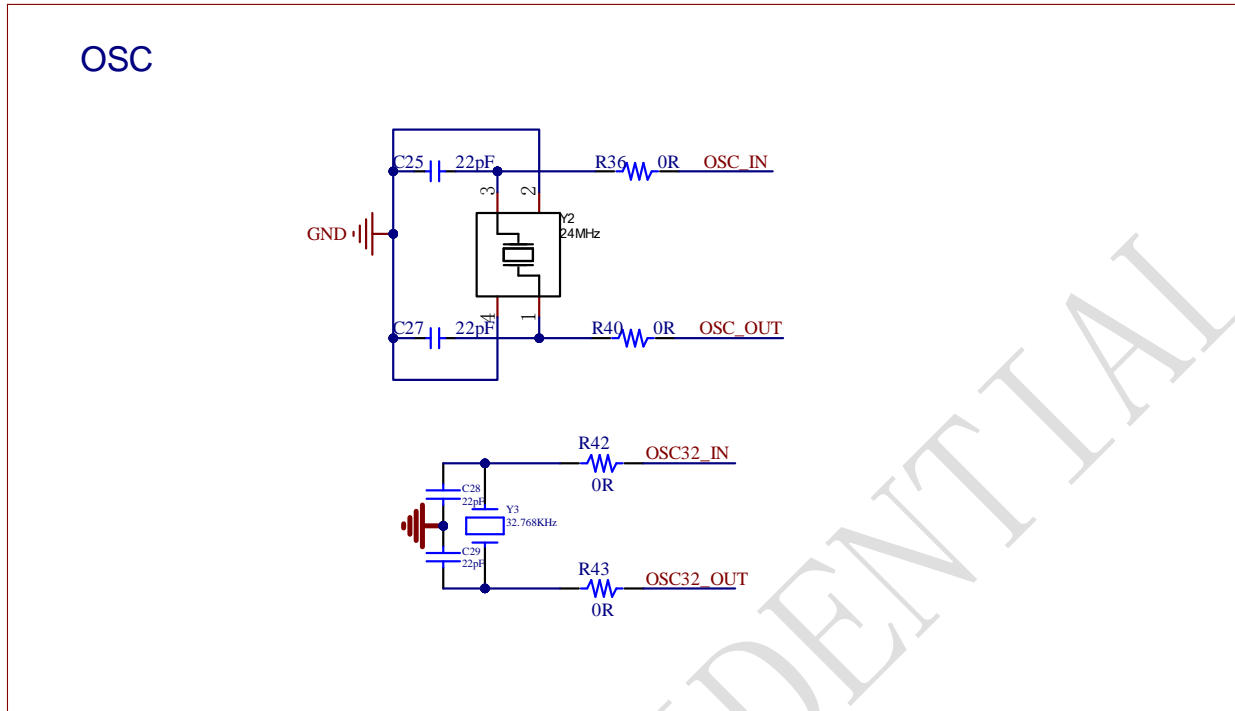 OSC
C25 22pF R36 0R OSC_IN
3 2
Y2
24MHz
GND
4 1
C27 22pF R40 0R OSC_OUT
R42 OSC32_IN
0R
C28
22pF
Y3
32.768KHz
C29
22pF
R43 OSC32_OUT
0R
DENTIAI